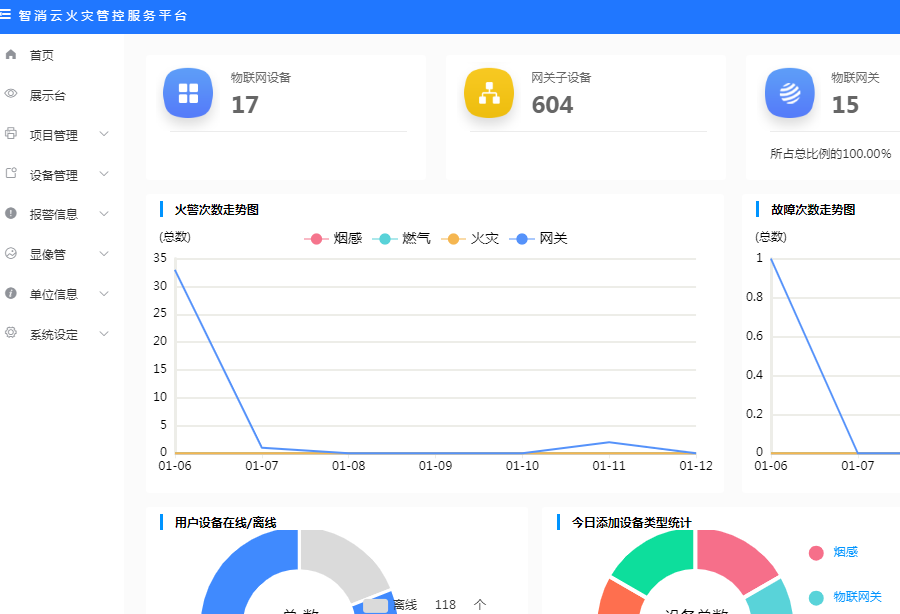 智消云火灾管控服务平台
首页
展示台
项目管理
设备管理
报警信息
显像管
单位信息
系统设定
物联网设备
17
网关子设备
604
物联网关
15
所占总比例的100.00%
火警次数走势图
(总数)
烟感 燃气 火灾 网关
35
30
25
20
15
10
5
0
01-06 01-07 01-08 01-09 01-10 01-11 01-12
故障次数走势图
(总数)
1
0.8
0.6
0.4
0.2
0
01-06 01-07
用户设备在线/离线
总 数
离线 118 个
今日添加设备类型统计
设备总数
烟感
物联网关